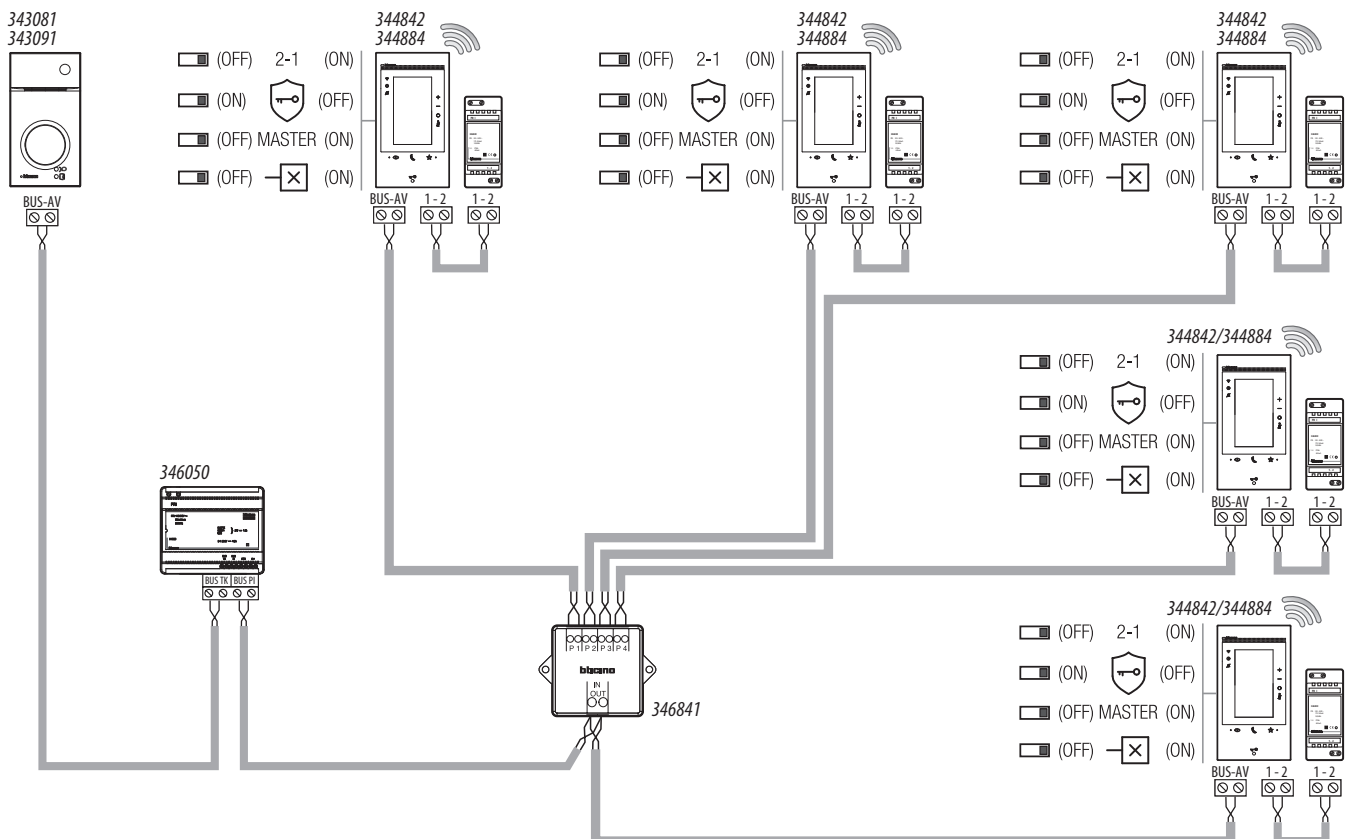 343081
343091
344842
344884
(OFF) 2-1 (ON)
(ON) (OFF)
(OFF) MASTER (ON)
(OFF) (ON)
BUS-AV
BUS-AV 1 - 2 1 - 2
344842
344884
(OFF) 2-1 (ON)
(ON) (OFF)
(OFF) MASTER (ON)
(OFF) (ON)
BUS-AV 1 - 2 1 - 2
344842
344884
(OFF) 2-1 (ON)
(ON) (OFF)
(OFF) MASTER (ON)
(OFF) (ON)
BUS-AV 1 - 2 1 - 2
344842/344884
(OFF) 2-1 (ON)
(ON) (OFF)
(OFF) MASTER (ON)
(OFF) (ON)
BUS-AV 1 - 2 1 - 2
346050
BUS TK BUS PI
P1 P2 P3 P4
bticino
IN
OUT
346841
344842/344884
(OFF) 2-1 (ON)
(ON) (OFF)
(OFF) MASTER (ON)
(OFF) (ON)
BUS-AV 1 - 2 1 - 2